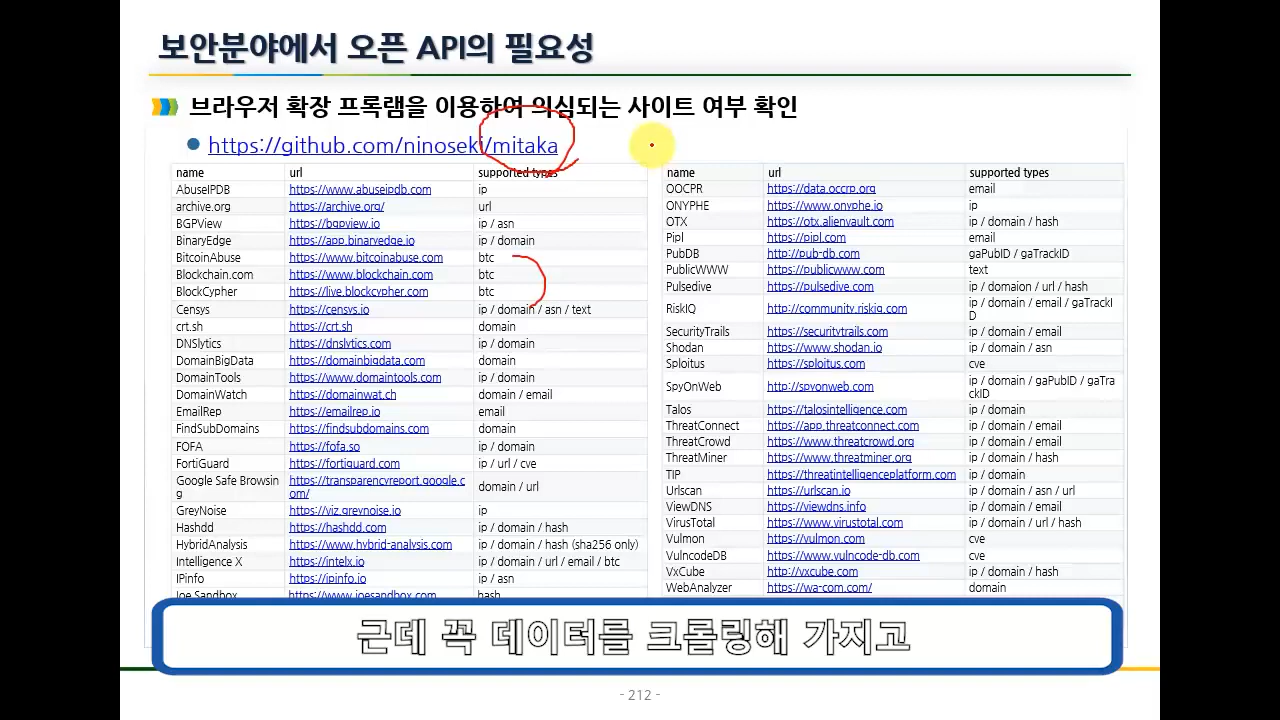 보안분야에서 오픈 API의 필요성
브라우저 확장 프록램을 이용하여 의심되는 사이트 여부 확인
https://github.com/ninoseki/mitaka
name url supported types
AbuseIPDB https://www.abuseipdb.com ip
archive.org https://archive.org/ url
BGPView https://bgpview.io ip / asn
BinaryEdge https://app.binaryedge.io ip / domain
BitcoinAbuse https://www.bitcoinabuse.com btc
Blockchain.com https://www.blockchain.com btc
BlockCypher https://live.blockcypher.com btc
Censys https://censys.io ip / domain / asn / text
crt.sh https://crt.sh domain
DNSlytics https://dnslytics.com ip / domain
DomainBigData https://domainbigdata.com domain
DomainTools https://www.domaintools.com ip / domain
DomainWatch https://domainwat.ch domain / email
EmailRep https://emailrep.io email
FindSubDomains https://findsubdomains.com domain
FOFA https://fofa.so ip / domain
FortiGuard https://fortiguard.com ip / url / cve
Google Safe Browsin
g https://transparencyreport.google.c
om/ domain / url
GreyNoise https://viz.greynoise.io ip
Hashdd https://hashdd.com ip / domain / hash
HybridAnalysis https://www.hybrid-analysis.com ip / domain / hash (sha256 only)
Intelligence X https://intelx.io ip / domain / url / email / btc
IPinfo https://ipinfo.io ip / asn
Joe Sandbox https://www.joesandbox.com hash
name url supported types
OOCPR https://data.occrp.org email
ONYPHE https://www.onyphe.io ip
OTX https://otx.alienvault.com ip / domain / hash
Pipl https://pipl.com email
PubDB http://pub-db.com gaPubID / gaTrackID
PublicWWW https://publicwww.com text
Pulsedive https://pulsedive.com ip / domaion / url / hash
RiskIQ http://community.riskiq.com ip / domain / email / gaTrackI
D
SecurityTrails https://securitytrails.com ip / domain / email
Shodan https://www.shodan.io ip / domain / asn
Sploitus https://sploitus.com cve
SpyOnWeb http://spyonweb.com ip / domain / gaPubID / gaTra
ckID
Talos https://talosintelligence.com ip / domain
ThreatConnect https://app.threatconnect.com ip / domain / email
ThreatCrowd https://www.threatcrowd.org ip / domain / email
ThreatMiner https://www.threatminer.org ip / domain / hash
TIP https://threatintelligenceplatform.com ip / domain
Urlscan https://urlscan.io ip / domain / asn / url
ViewDNS https://viewdns.info ip / domain / email
VirusTotal https://www.virustotal.com ip / domain / url / hash
Vulmon https://vulmon.com cve
VulncodeDB https://www.vulncode-db.com cve
VxCube http://vxcube.com ip / domain / hash
WebAnalyzer https://wa-com.com/ domain
근데 꼭 데이터를 크롤링해 가지고
- 212 -